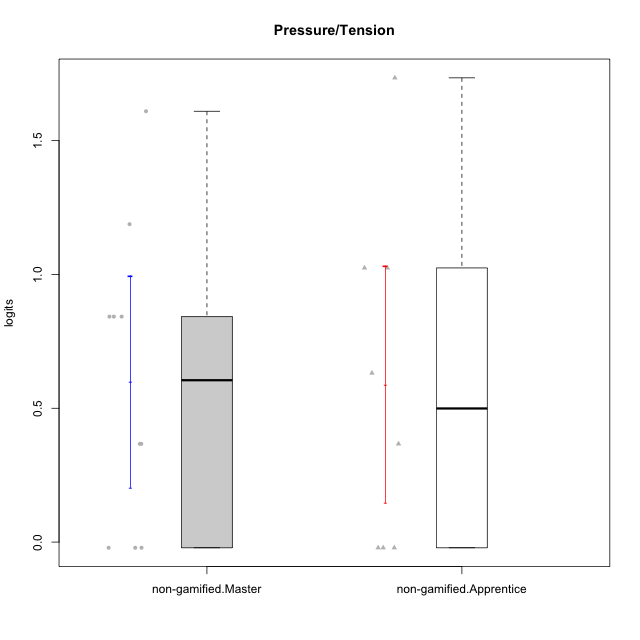 Pressure/Tension
logits
1.5
1.0
0.5
0.0
non-gamified.Master
non-gamified.Apprentice